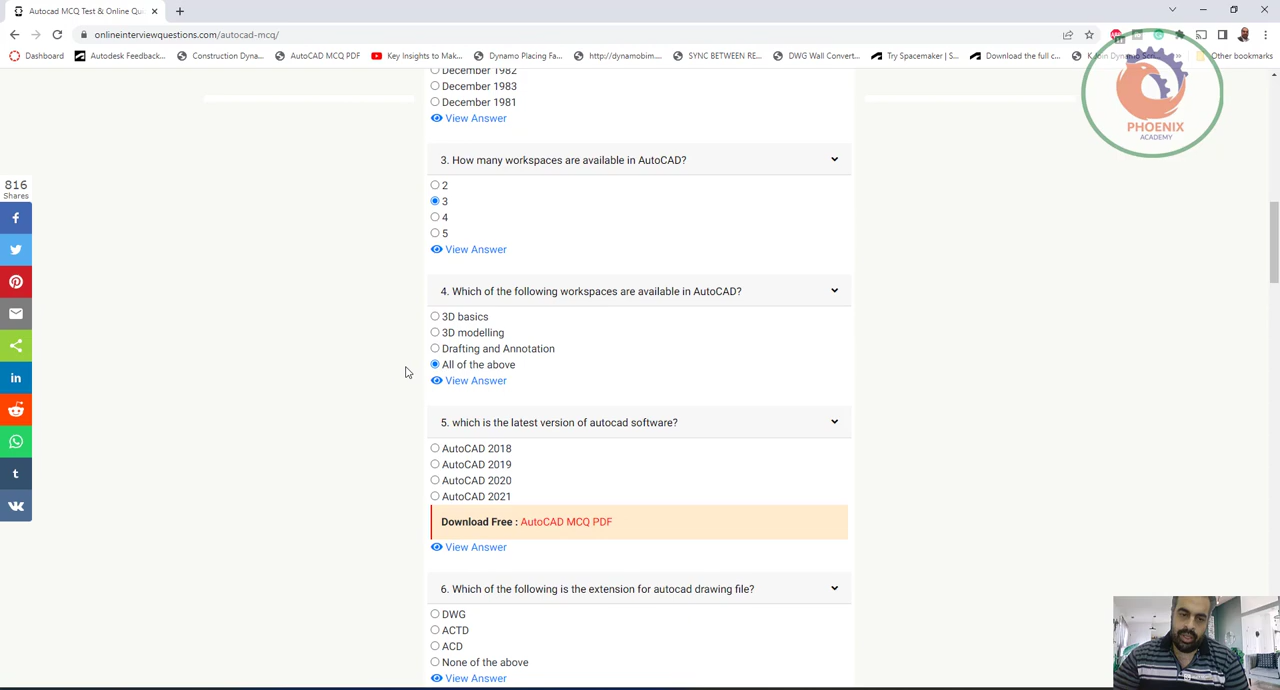 Autocad MCQ Test & Online Qui
onlineinterviewquestions.com/autocad-mcq/
Dashboard
Autodesk Feedback...
Construction Dyna...
AutoCAD MCQ PDF
Key Insights to Mak...
Dynamo Placing Fa...
http://dynamobim....
SYNC BETWEEN RE...
DWG Wall Convert...
Try Spacemaker | S...
Download the full c...
Other bookmarks
PHOENIX
ACADEMY
816
Shares
December 1982
December 1983
December 1981
View Answer
3. How many workspaces are available in AutoCAD?
2
3
4
5
View Answer
4. Which of the following workspaces are available in AutoCAD?
3D basics
3D modelling
Drafting and Annotation
All of the above
View Answer
5. which is the latest version of autocad software?
AutoCAD 2018
AutoCAD 2019
AutoCAD 2020
AutoCAD 2021
Download Free : AutoCAD MCQ PDF
View Answer
6. Which of the following is the extension for autocad drawing file?
DWG
ACTD
ACD
None of the above
View Answer